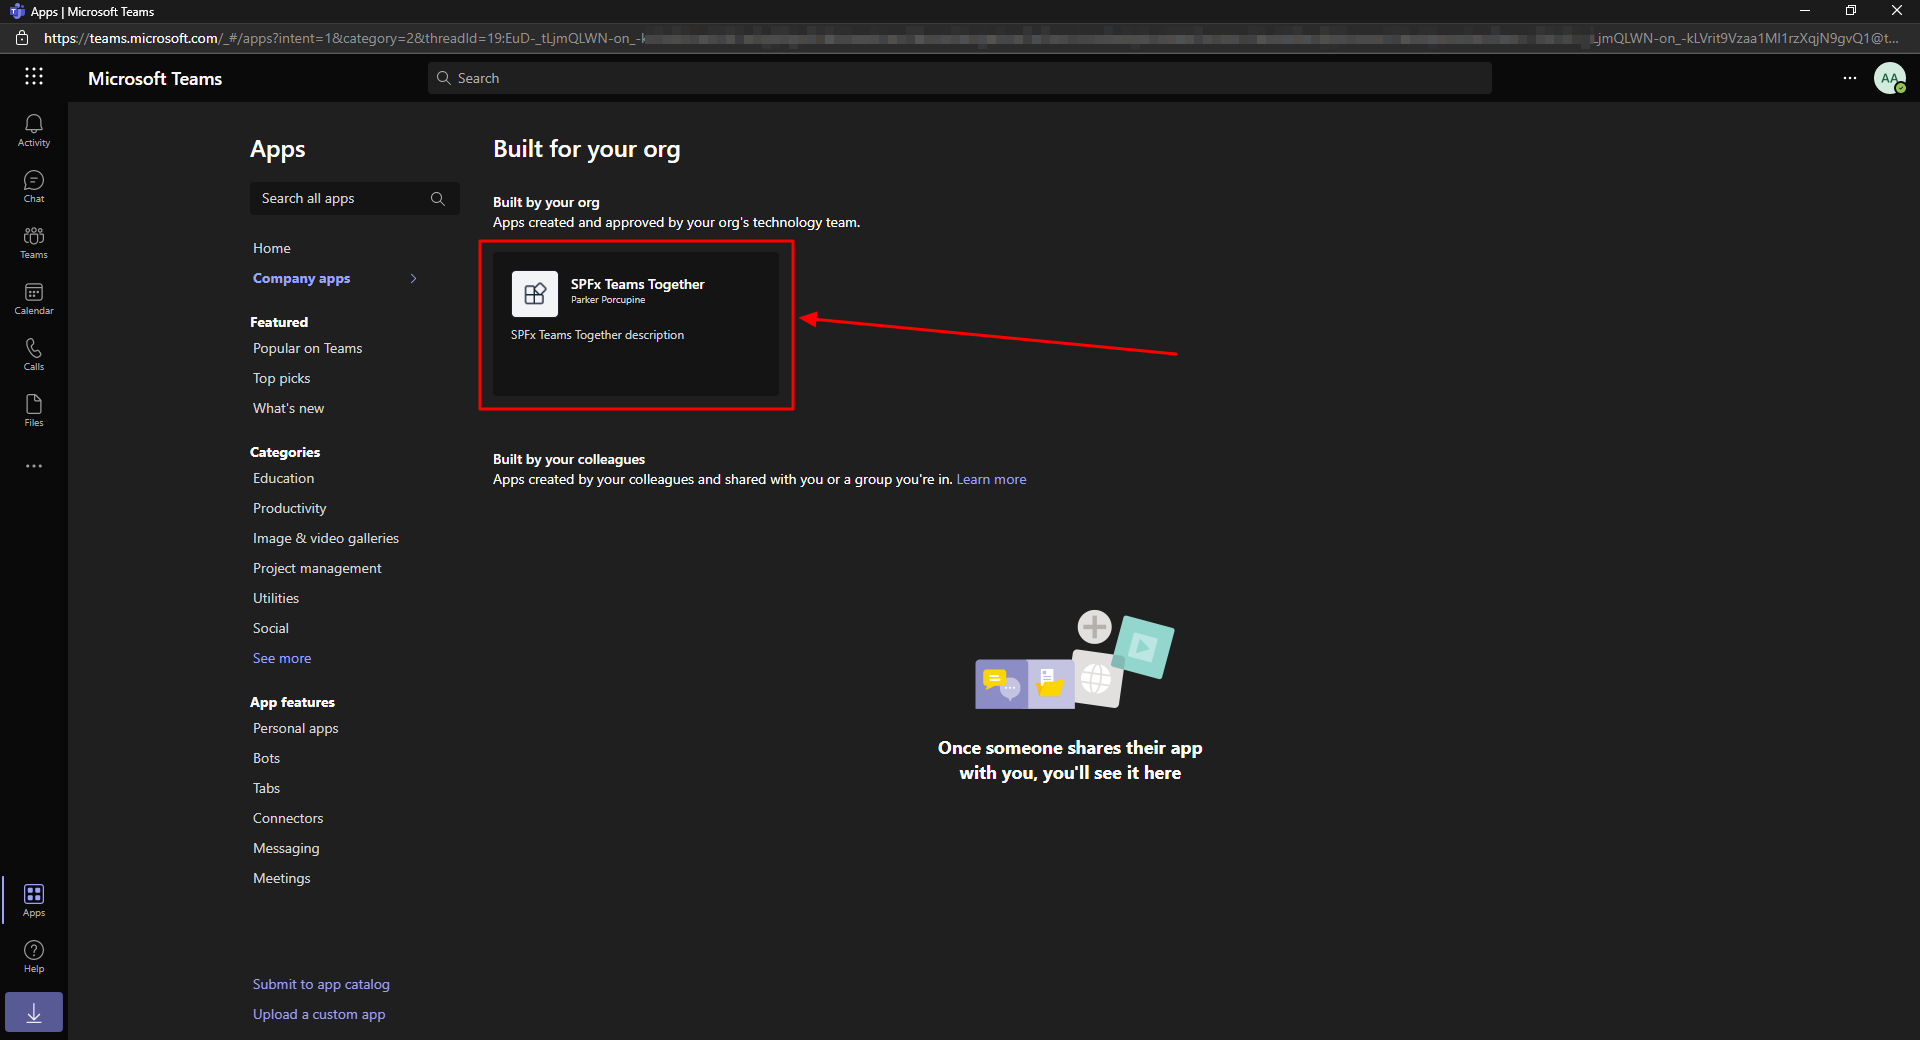 Apps | Microsoft Teams
https://teams.microsoft.com/_#/apps?intent=1&category=2&threadId=19:EuD-_tLjmQLWN-on_-k
jmQLWN-on_-kLVrit9Vzaa1MI1rzXqjN9gvQ1@t...
Microsoft Teams
Search
AA
Activity
Chat
Teams
Calendar
Calls
Files
Apps
Help
Apps
Search all apps
Home
Company apps
Featured
Popular on Teams
Top picks
What's new
Categories
Education
Productivity
Image & video galleries
Project management
Utilities
Social
See more
App features
Personal apps
Bots
Tabs
Connectors
Messaging
Meetings
Submit to app catalog
Upload a custom app
Built for your org
Built by your org
Apps created and approved by your org's technology team.
SPFx Teams Together
Parker Porcupine
SPFx Teams Together description
Built by your colleagues
Apps created by your colleagues and shared with you or a group you're in. Learn more
Once someone shares their app
with you, you'll see it here